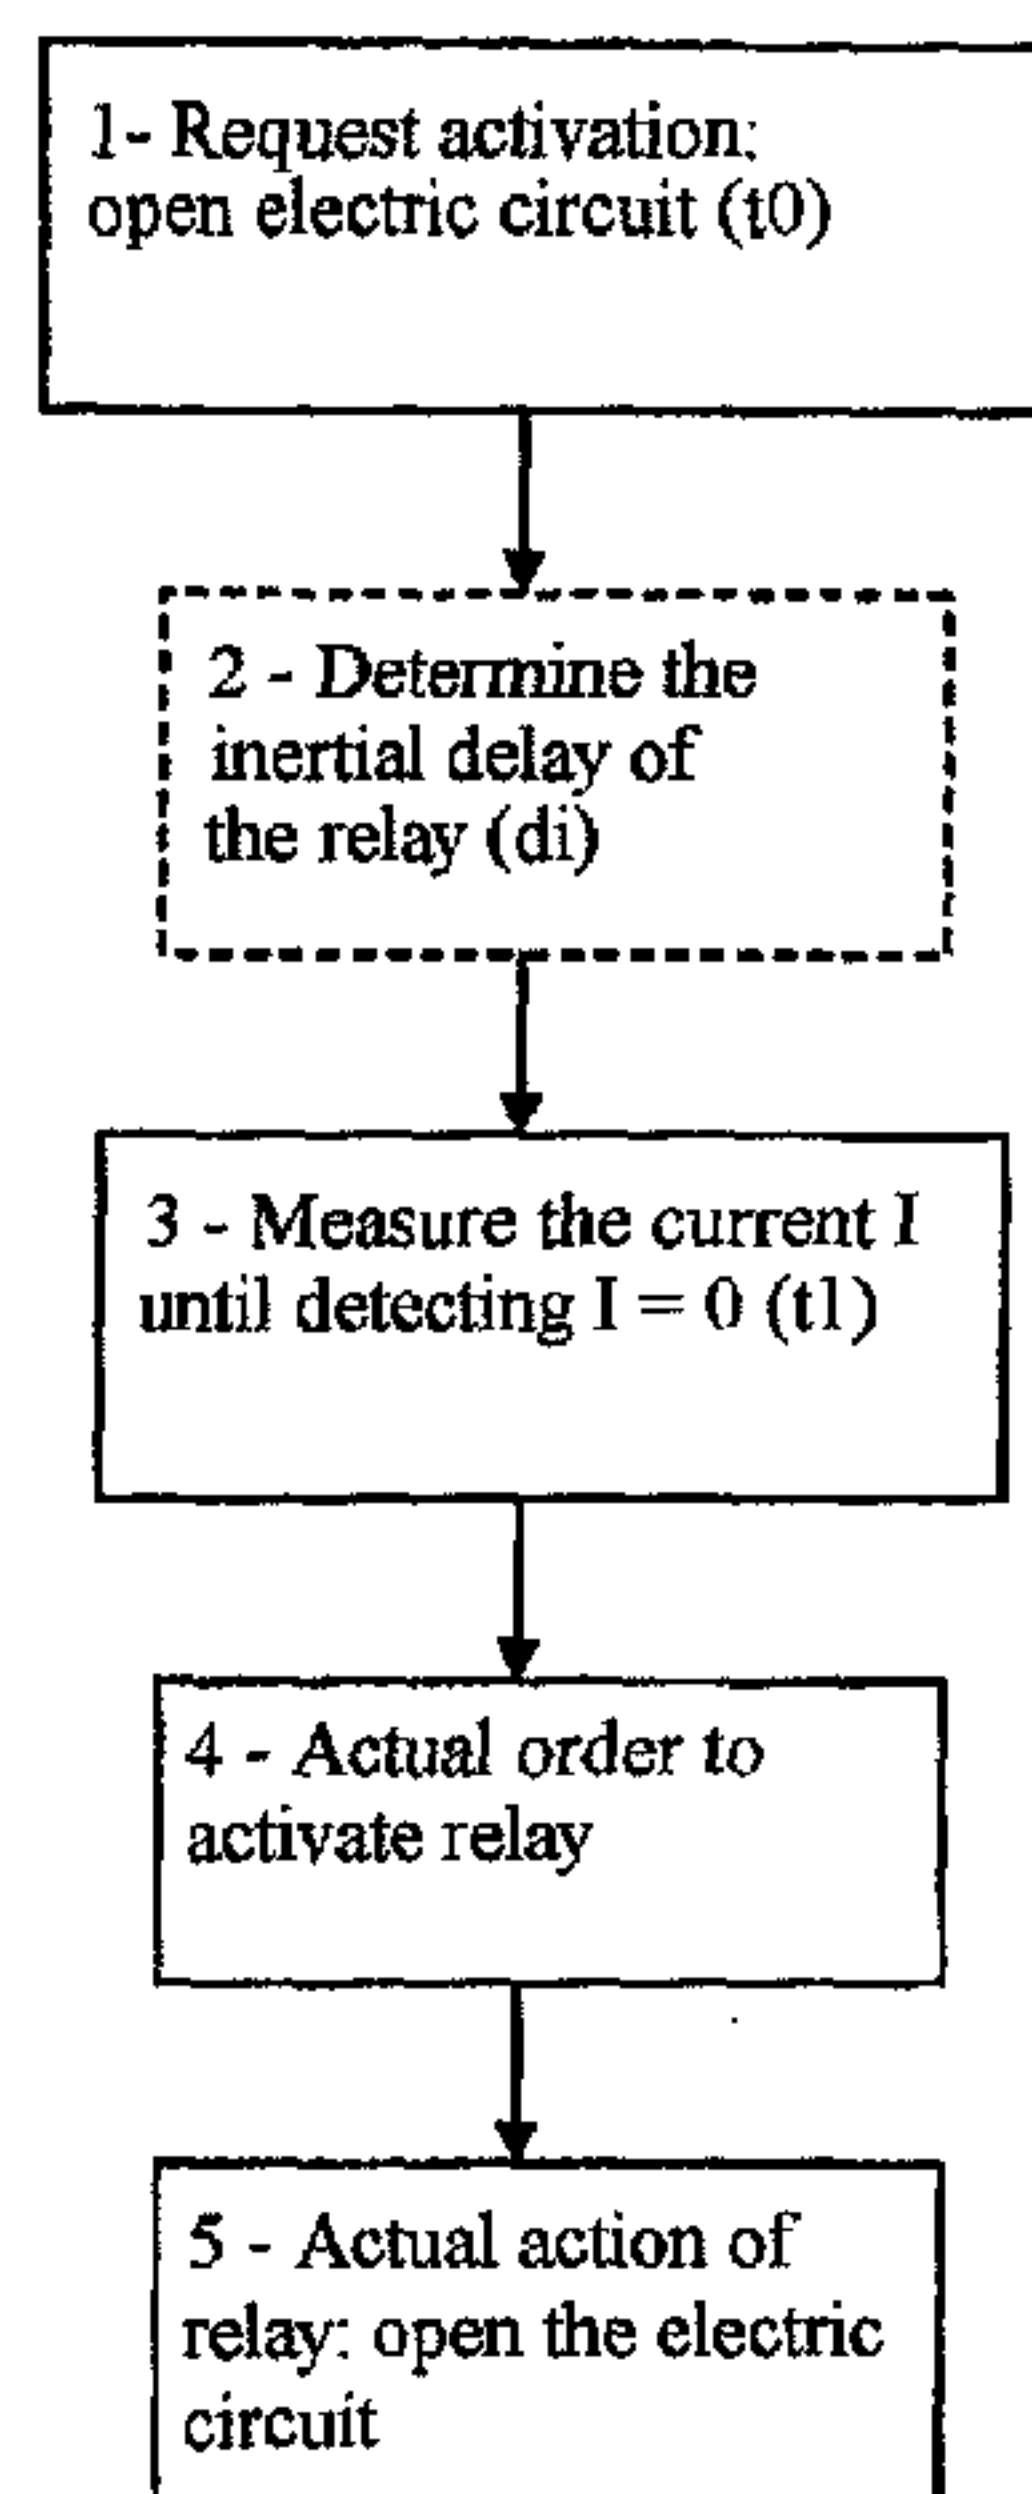 1- Request activation:
open electric circuit (t0)
2 - Determine the
inertial delay of
the relay (di)
3 - Measure the current I
until detecting I = 0 (t1)
4 - Actual order to
activate relay
5 - Actual action of
relay: open the electric
circuit